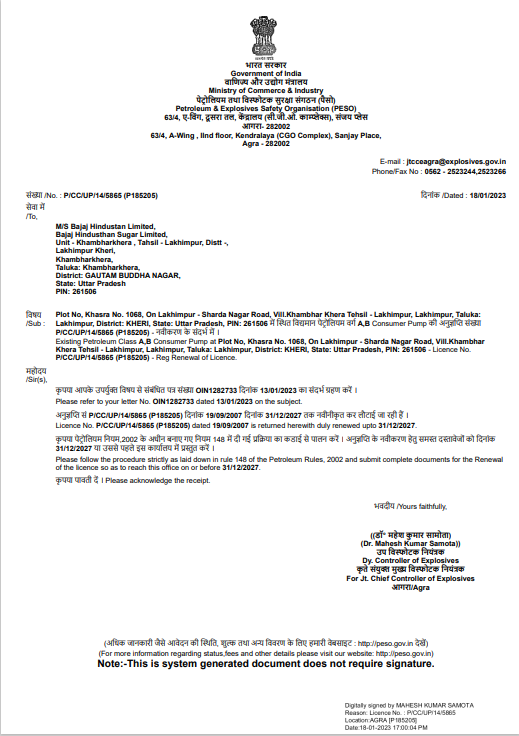 भारत सरकार
Government of India
वाणिज्य और उद्योग मंत्रालय
Ministry of Commerce & Industry
पेट्रोलियम तथा विस्फोटक सुरक्षा संगठन (पैसो)
Petroleum & Explosives Safety Organisation (PESO)
63/4, ए-विंग, दुसरा तल, केंद्रालय (सी.जी.ओ. काम्प्लेक्स), संजय प्लेस
आगरा- 282002
63/4, A-Wing , IInd floor, Kendralaya (CGO Complex), Sanjay Place,
Agra - 282002
E-mail : jtcceagra@explosives.gov.in
Phone/Fax No : 0562 - 2523244,2523266
संख्या /No. : P/CC/UP/14/5865 (P185205)
दिनांक /Dated : 18/01/2023
सेवा में
/To,
M/S Bajaj Hindustan Limited,
Bajaj Hindusthan Sugar Limited,
Unit - Khambharkhera , Tahsil - Lakhimpur, Distt -,
Lakhimpur Kheri,
Khambharkhera,
Taluka: Khambharkhera,
District: GAUTAM BUDDHA NAGAR,
State: Uttar Pradesh
PIN: 261506
विषय
/Sub :
Plot No, Khasra No. 1068, On Lakhimpur - Sharda Nagar Road, Vill.Khambhar Khera Tehsil - Lakhimpur, Lakhimpur, Taluka:
Lakhimpur, District: KHERI, State: Uttar Pradesh, PIN: 261506 में स्थित विद्यमान पेट्रोलियम वर्ग A,B Consumer Pump की अनुज्ञप्ति संख्या
P/CC/UP/14/5865 (P185205) - नवीकरण के संदर्भ में ।
Existing Petroleum Class A,B Consumer Pump at Plot No, Khasra No. 1068, On Lakhimpur - Sharda Nagar Road, Vill.Khambhar
Khera Tehsil - Lakhimpur, Lakhimpur, Taluka: Lakhimpur, District: KHERI, State: Uttar Pradesh, PIN: 261506 - Licence No.
P/CC/UP/14/5865 (P185205) - Reg Renewal of Licence.
महोदय
/Sir(s),
कृपया आपके उपर्युक्त विषय से संबंधित पत्र संख्या OIN1282733 दिनांक 13/01/2023 का संदर्भ ग्रहण करें ।
Please refer to your letter No. OIN1282733 dated 13/01/2023 on the subject.
अनुज्ञप्ति सं P/CC/UP/14/5865 (P185205) दिनांक 19/09/2007 दिनांक 31/12/2027 तक नवीनीकृत कर लौटाई जा रही है ।
Licence No. P/CC/UP/14/5865 (P185205) dated 19/09/2007 is returned herewith duly renewed upto 31/12/2027.
कृपया पेट्रोलियम नियम,2002 के अधीन बनाए गए नियम 148 में दी गई प्रक्रिया का कडाई से पालन करें । अनुज्ञप्ति के नवीकरण हेतु समस्त दस्तावेजों को दिनांक
31/12/2027 या उससे पहले इस कार्यालय में प्रस्तुत करें ।
Please follow the procedure strictly as laid down in rule 148 of the Petroleum Rules, 2002 and submit complete documents for the Renewal
of the licence so as to reach this office on or before 31/12/2027.
कृपया पावती दें । Please acknowledge the receipt.
भवदीय /Yours faithfully,
((डॉ॰ महेश कुमार सामोता)
(Dr. Mahesh Kumar Samota))
उप विस्फोटक नियंत्रक
Dy. Controller of Explosives
कृते संयुक्त मुख्य विस्फोटक नियंत्रक
For Jt. Chief Controller of Explosives
आगरा/Agra
(अधिक जानकारी जैसे आवेदन की स्थिति, शुल्क तथा अन्य विवरण के लिए हमारी वेबसाइट : http://peso.gov.in देखें)
(For more information regarding status,fees and other details please visit our website: http://peso.gov.in)
Note:-This is system generated document does not require signature.
Digitally signed by MAHESH KUMAR SAMOTA
Reason: Licence No. : P/CC/UP/14/5865
Location:AGRA [P185205]
Date:18-01-2023 17:00:04 PM